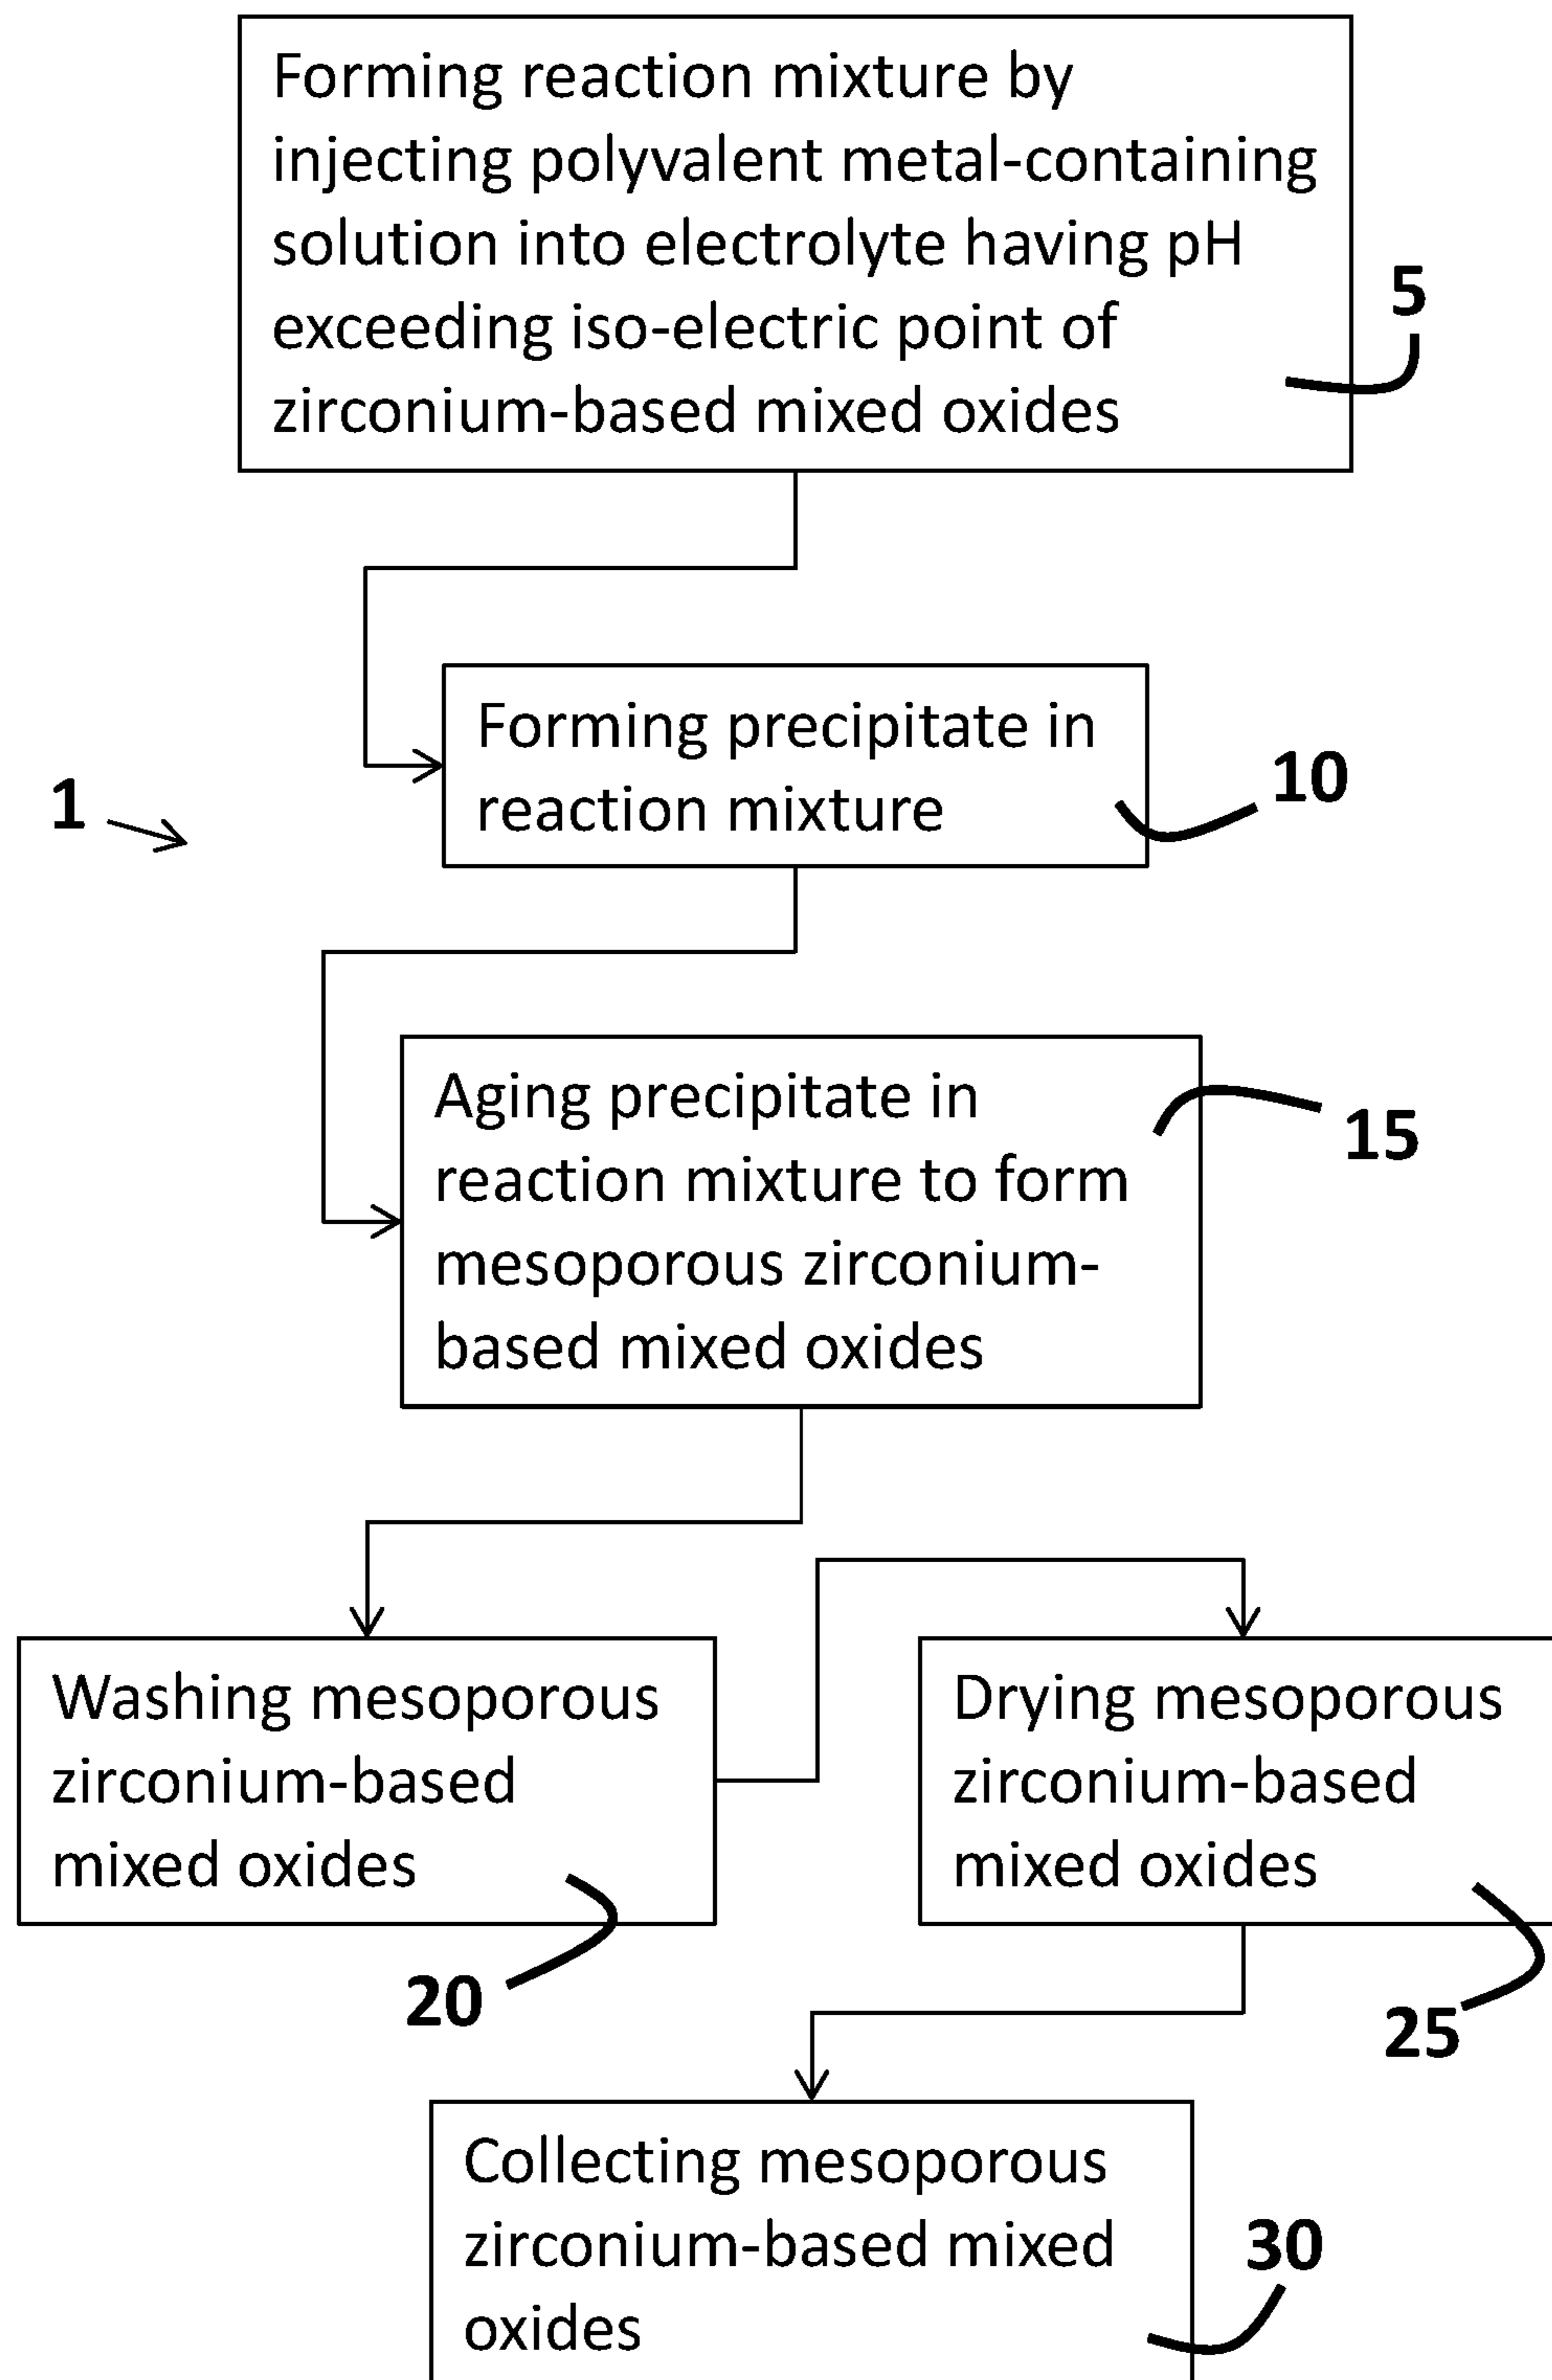 Forming reaction mixture by
injecting polyvalent metal-containing
solution into electrolyte having pH
exceeding iso-electric point of
zirconium-based mixed oxides
5
Forming precipitate in
reaction mixture
10
1
Aging precipitate in
reaction mixture to form
mesoporous zirconium-
based mixed oxides
15
Washing mesoporous
zirconium-based
mixed oxides
20
Drying mesoporous
zirconium-based
mixed oxides
25
Collecting mesoporous
zirconium-based mixed
oxides
30